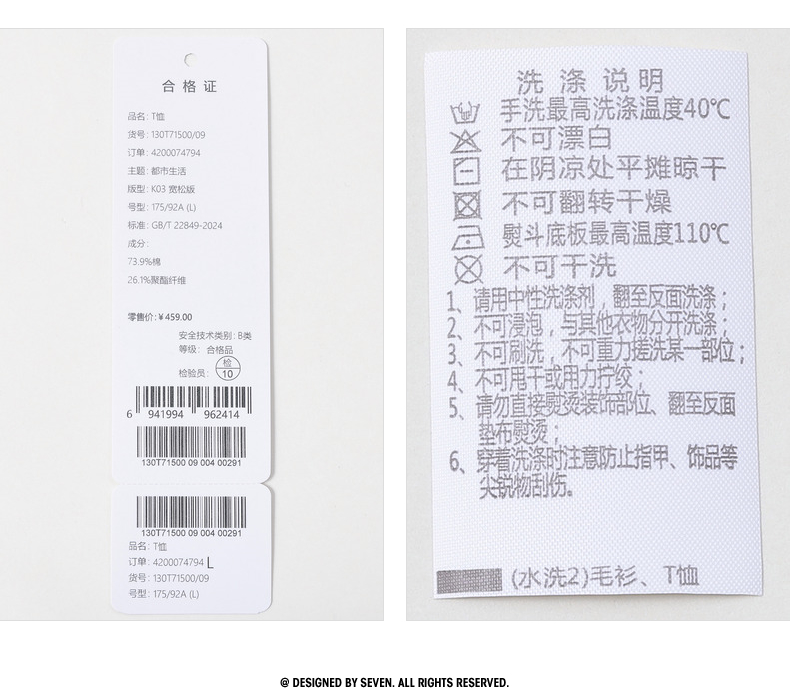 合格证
品名: T恤
货号: 130T71500/09
订单: 4200074794
主题: 都市生活
版型: K03 宽松版
号型: 175/92A (L)
标准: GB/T 22849-2024
成分:
73.9%棉
26.1%聚酯纤维
零售价: ¥ 459.00
安全技术类别: B类
等级: 合格品
检验员: 检 10
6 941994 962414
130T71500 09 004 00291
130T71500 09 004 00291
品名: T恤
订单: 4200074794 L
货号: 130T71500/09
号型: 175/92A (L)
洗涤说明
手洗最高洗涤温度40℃
不可漂白
在阴凉处平摊晾干
不可翻转干燥
熨斗底板最高温度110℃
不可干洗
1、请用中性洗涤剂，翻至反面洗涤；
2、不可浸泡，与其他衣物分开洗涤；
3、不可刷洗，不可重力搓洗某一部位；
4、不可甩干或用力拧绞；
5、请勿直接熨烫装饰部位、翻至反面
垫布熨烫；
6、穿着洗涤时注意防止指甲、饰品等
尖锐物刮伤。
(水洗2)毛衫、T恤
@ DESIGNED BY SEVEN. ALL RIGHTS RESERVED.